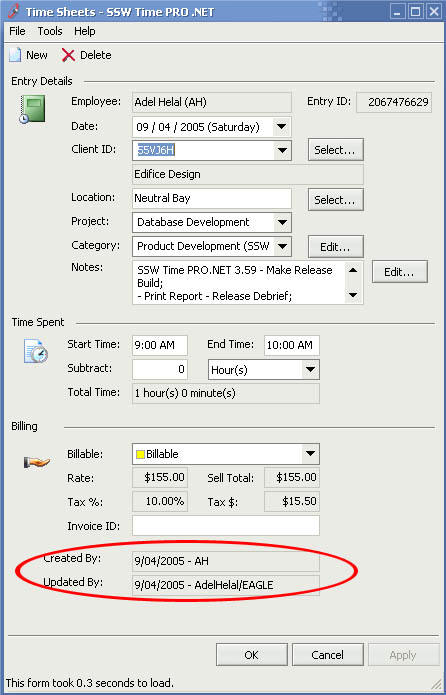 Time Sheets - SSW Time PRO .NET
File Tools Help
New Delete
Entry Details
Employee: Adel Helal (AH) Entry ID: 2067476629
Date: 09 / 04 / 2005 (Saturday)
Client ID: 55VJ6H Select...
Edifice Design
Location: Neutral Bay Select...
Project: Database Development
Category: Product Development (SSW Edit...
Notes: SSW Time PRO.NET 3.59 - Make Release Edit...
Build;
- Print Report - Release Debrief;
Time Spent
Start Time: 9:00 AM End Time: 10:00 AM
Subtract: 0 Hour(s)
Total Time: 1 hour(s) 0 minute(s)
Billing
Billable: Billable
Rate: $155.00 Sell Total: $155.00
Tax %: 10.00% Tax $: $15.50
Invoice ID:
Created By: 9/04/2005 - AH
Updated By: 9/04/2005 - AdelHelal/EAGLE
OK Cancel Apply
This form took 0.3 seconds to load.